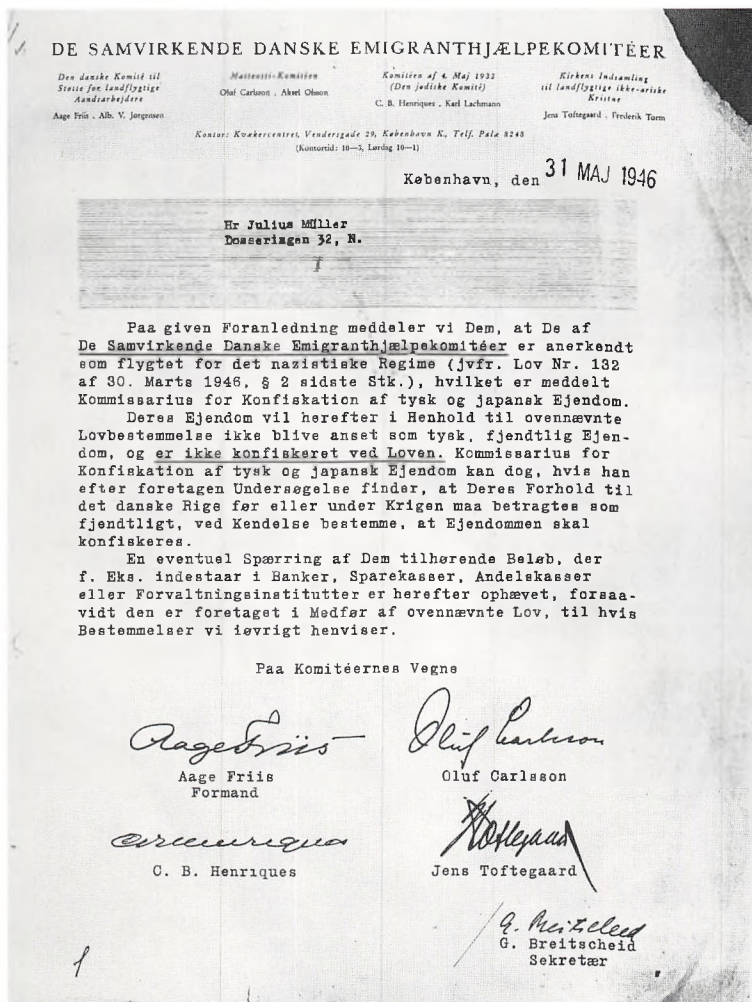 DE SAMVIRKENDE DANSKE EMIGRANTHJÆLPEKOMITÉER
Den danske Komité til
Støtte for landflygtige
Aandsarbejdere
Aage Friis . Alb. V. Jørgensen
Matteotti-Komitéen
Oluf Carlsson . Aksel Olsson
Komitéen af 4. Maj 1933
(Den jødiske Komité)
C. B. Henriques . Karl Lachmann
Kirkens Indsamling
til landflygtige ikke-ariske
Kristne
Jens Toftegaard . Frederik Torm
Kontor: Kvækercentret, Vendersgade 29, København K., Telf. Palæ 8248
(Kontortid: 10—3, Lørdag 10—1)
København, den 31 MAJ 1946
Hr Julius Müller
Dosseringen 32, N.
Paa given Foranledning meddeler vi Dem, at De af
De Samvirkende Danske Emigranthjælpekomitéer er anerkendt
som flygtet for det nazistiske Regime (jvfr. Lov Nr. 132
af 30. Marts 1946, § 2 sidste Stk.), hvilket er meddelt
Kommissarius for Konfiskation af tysk og japansk Ejendom.
Deres Ejendom vil herefter i Henhold til ovennævnte
Lovbestemmelse ikke blive anset som tysk, fjendtlig Ejen-
dom, og er ikke konfiskeret ved Loven. Kommissarius for
Konfiskation af tysk og japansk Ejendom kan dog, hvis han
efter foretagen Undersøgelse finder, at Deres Forhold til
det danske Rige før eller under Krigen maa betragtes som
fjendtligt, ved Kendelse bestemme, at Ejendommen skal
konfiskeres.
En eventuel Spærring af Dem tilhørende Beløb, der
f. Eks. indestaar i Banker, Sparekasser, Andelskasser
eller Forvaltningsinstitutter er herefter ophævet, forsaa-
vidt den er foretaget i Medfør af ovennævnte Lov, til hvis
Bestemmelser vi iøvrigt henviser.
Paa Komitéernes Vegne
Aage Friis
Oluf Carlsson
Aage Friis
Formand
Oluf Carlsson
C. B. Henriques
Toftegaard
Jens Toftegaard
G. Breitscheid
G. Breitscheid
Sekretær